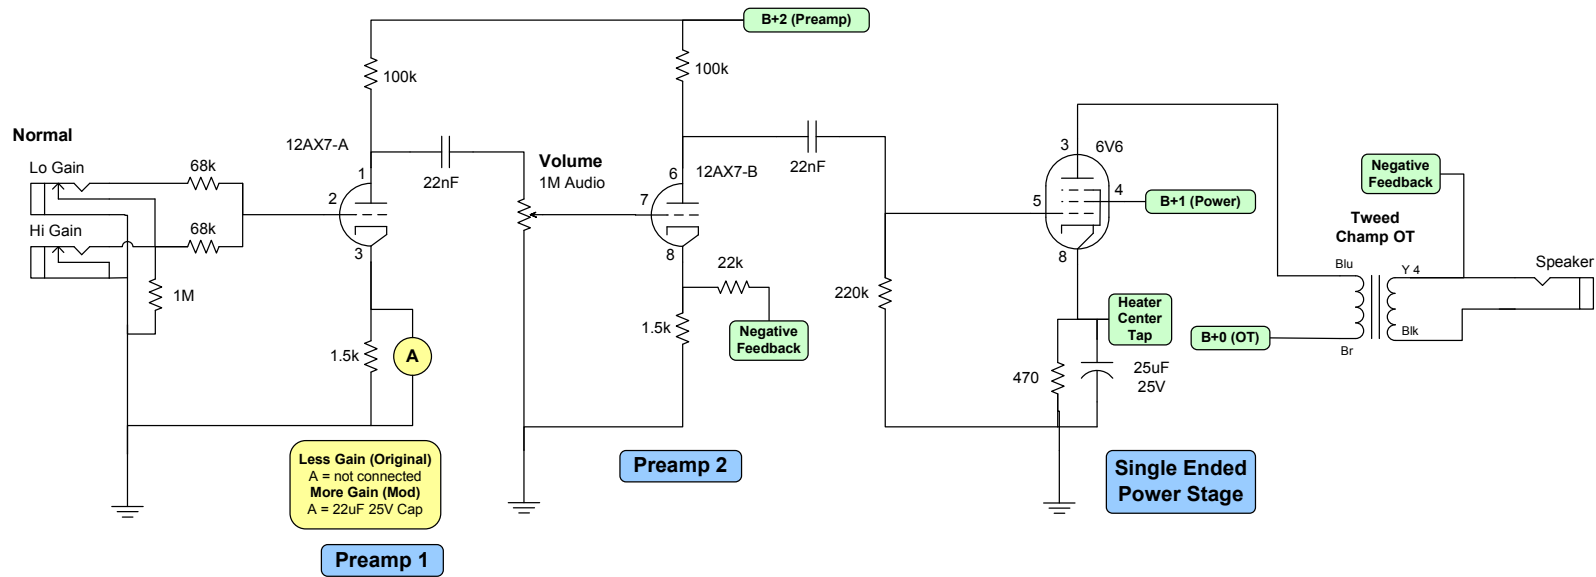 B+2 (Preamp)
100k
100k
Normal
12AX7-A
Lo Gain
68k
1
22nF
Volume
1M Audio
6
12AX7-B
22nF
3
6V6
Negative
Feedback
2
7
5
4
B+1 (Power)
Tweed
Champ OT
Hi Gain
68k
3
8
8
22k
Blu
Y 4
Speaker
1M
220k
Heater
Center
Tap
1.5k
A
1.5k
Negative
Feedback
B+0 (OT)
Blk
Br
470
25uF
25V
Less Gain (Original)
A = not connected
More Gain (Mod)
A = 22uF 25V Cap
Preamp 2
Single Ended
Power Stage
Preamp 1